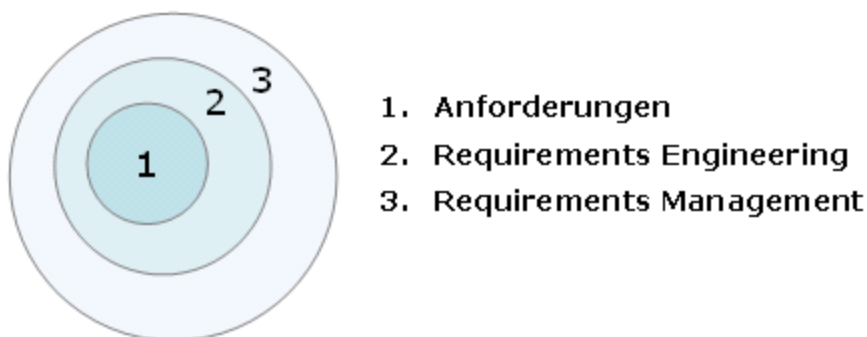 3
2
1
1. Anforderungen
2. Requirements Engineering
3. Requirements Management